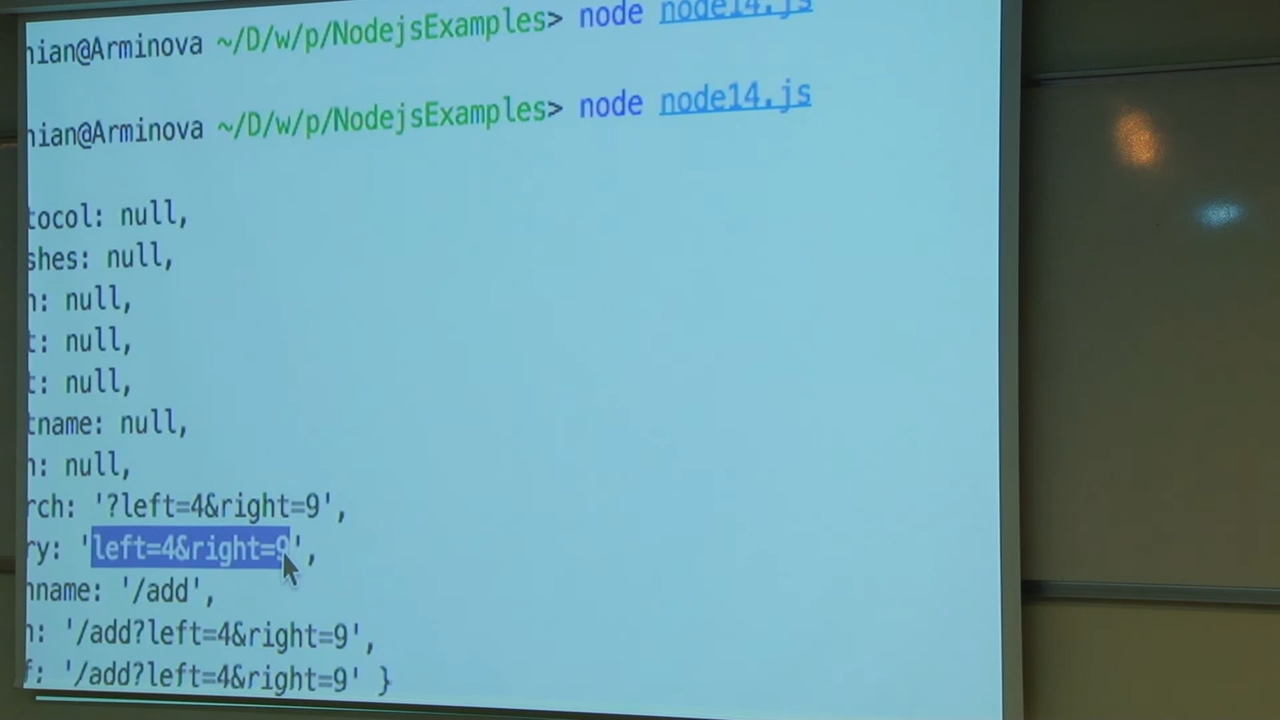 nian@Arminova ~/D/w/p/NodejsExamples> node node14.js
nian@Arminova ~/D/w/p/NodejsExamples> node node14.js
tocol: null,
shes: null,
h: null,
t: null,
t: null,
tname: null,
h: null,
rch: '?left=4&right=9',
ry: 'left=4&right=9',
hname: '/add',
h: '/add?left=4&right=9',
f: '/add?left=4&right=9' }